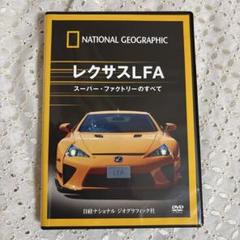 NATIONAL GEOGRAPHIC
レクサスLFA
スーパー・ファクトリーのすべて
LFA
日経ナショナル ジオグラフィック社
DVD